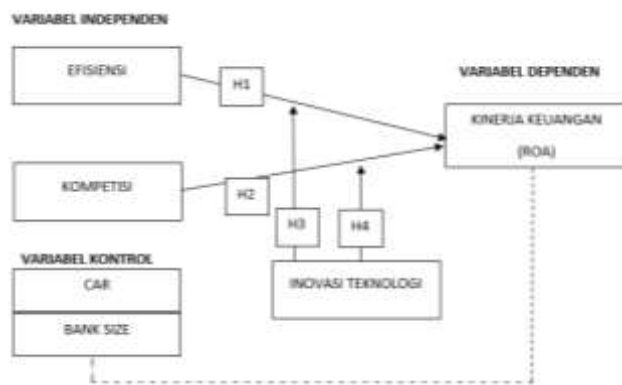 VARIABEL INDEPENDEN
EFISIENSI
H1
VARIABEL DEPENDEN
KINERJA KEUANGAN
(ROA)
KOMPETISI
H2
H3
H4
VARIABEL KONTROL
CAR
BANK SIZE
INOVASI TEKNOLOGI